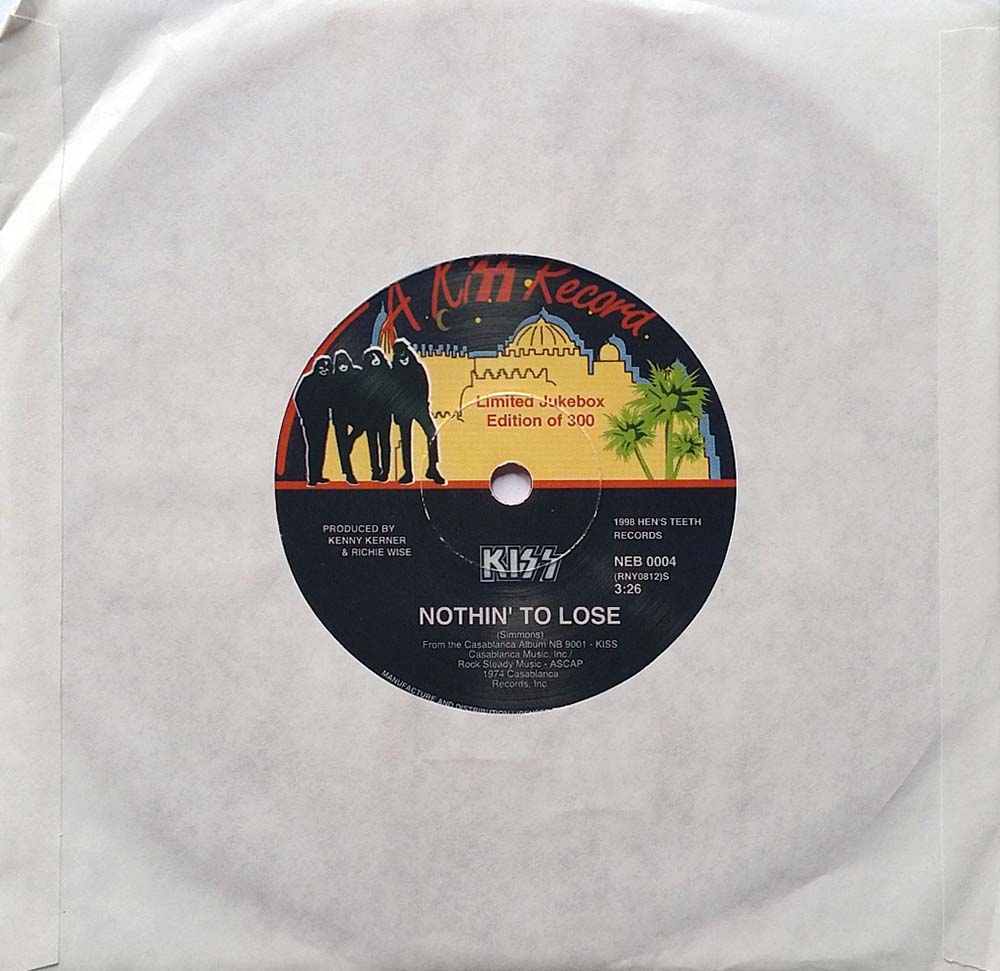 A Kiss Record
Limited Jukebox
Edition of 300
PRODUCED BY
KENNY KERNER
& RICHIE WISE
1998 HEN'S TEETH
RECORDS
NEB 0004
(RNY0812)S
3:26
KISS
NOTHIN' TO LOSE
(Simmons)
From the Casablanca Album NB 9001 - KISS
Casablanca Music, Inc./
Rock Steady Music - ASCAP
1974 Casablanca
Records, Inc
MANUFACTURE AND DISTRIBUTION